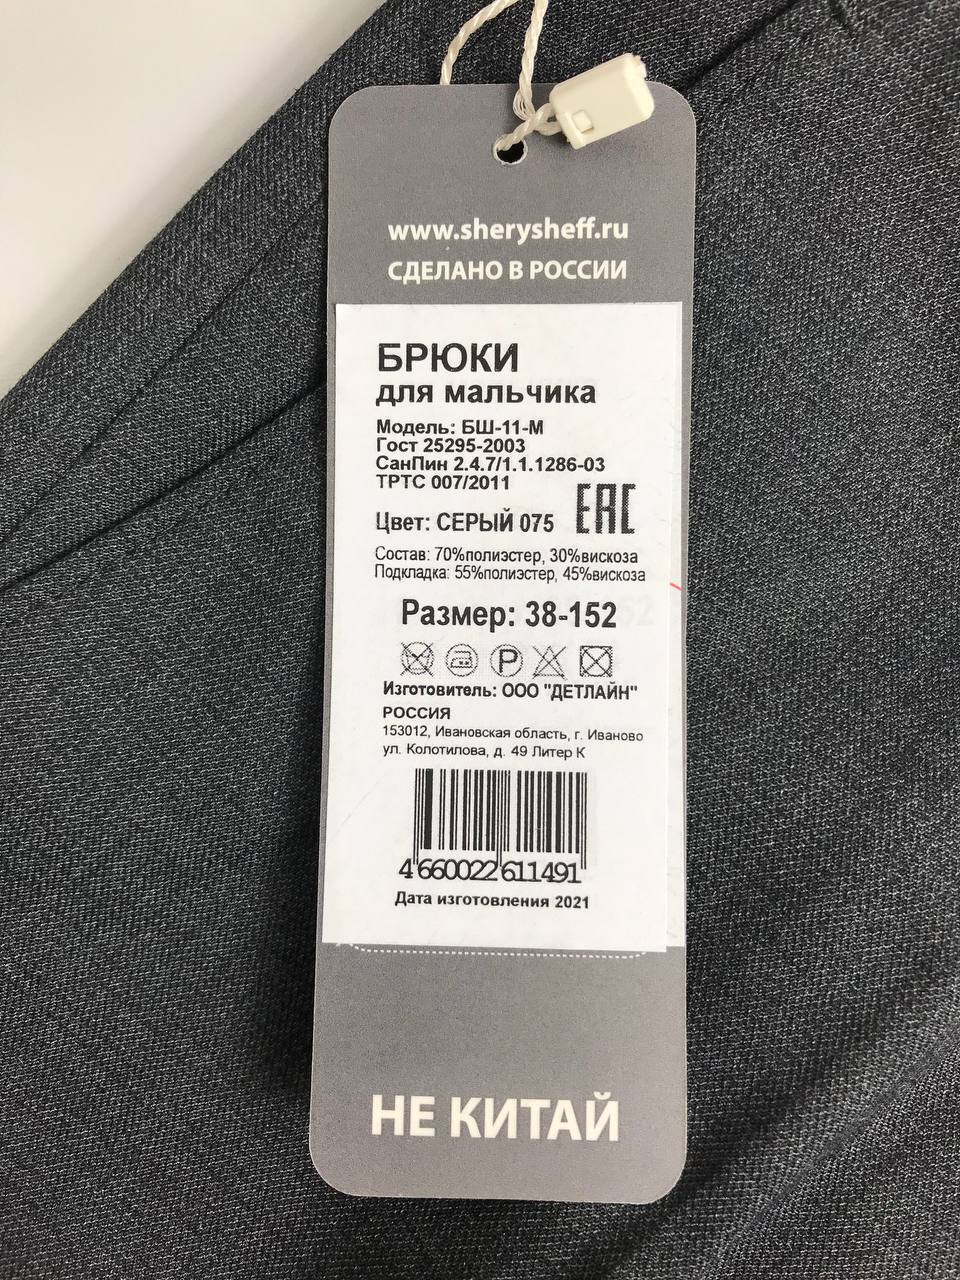 www.sherysheff.ru
СДЕЛАНО В РОССИИ
БРЮКИ
для мальчика
Модель: БШ-11-М
Гост 25295-2003
СанПин 2.4.7/1.1.1286-03
ТРТС 007/2011
ЕАС
Цвет: СЕРЫЙ 075
Состав: 70%полиэстер, 30%вискоза
Подкладка: 55%полиэстер, 45%вискоза
Размер: 38-152
P
Изготовитель: ООО "ДЕТЛАЙН"
РОССИЯ
153012, Ивановская область, г. Иваново
ул. Колотилова, д. 49 Литер К
4660022611491
Дата изготовления 2021
НЕ КИТАЙ